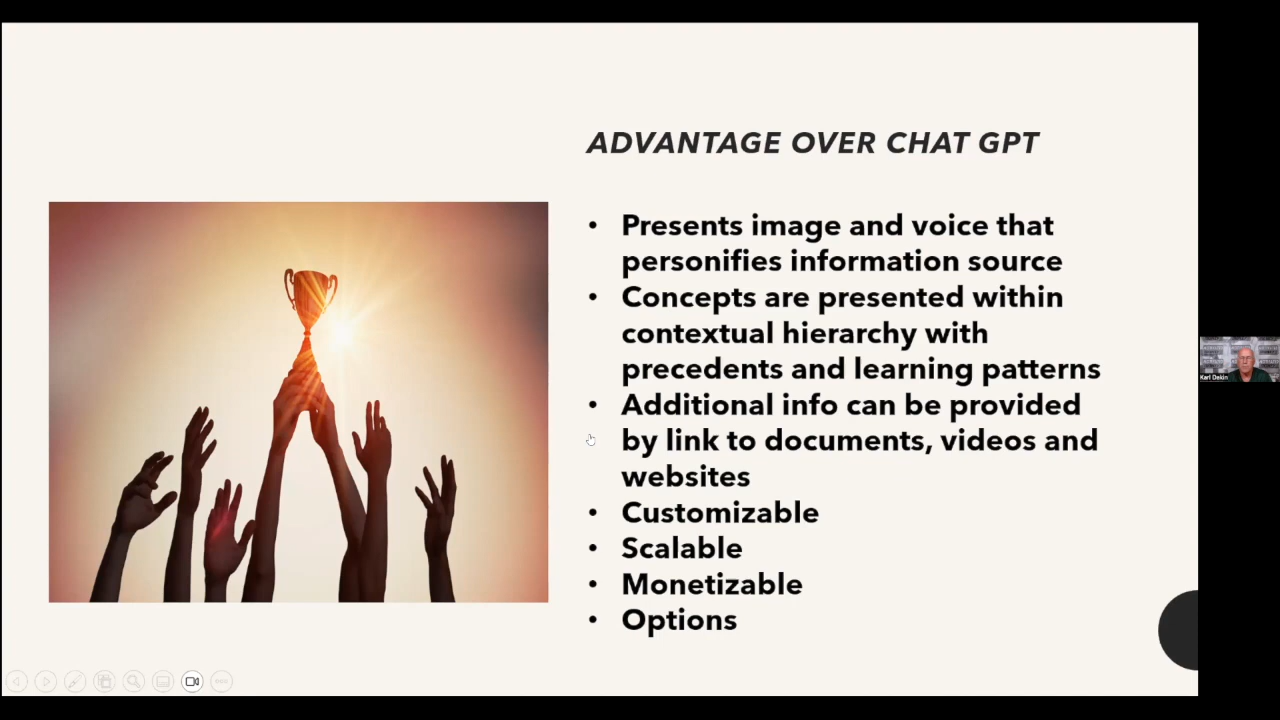 ADVANTAGE OVER CHAT GPT
• Presents image and voice that
personifies information source
• Concepts are presented within
contextual hierarchy with
precedents and learning patterns
• Additional info can be provided
by link to documents, videos and
websites
• Customizable
• Scalable
• Monetizable
• Options
Karl Dakin